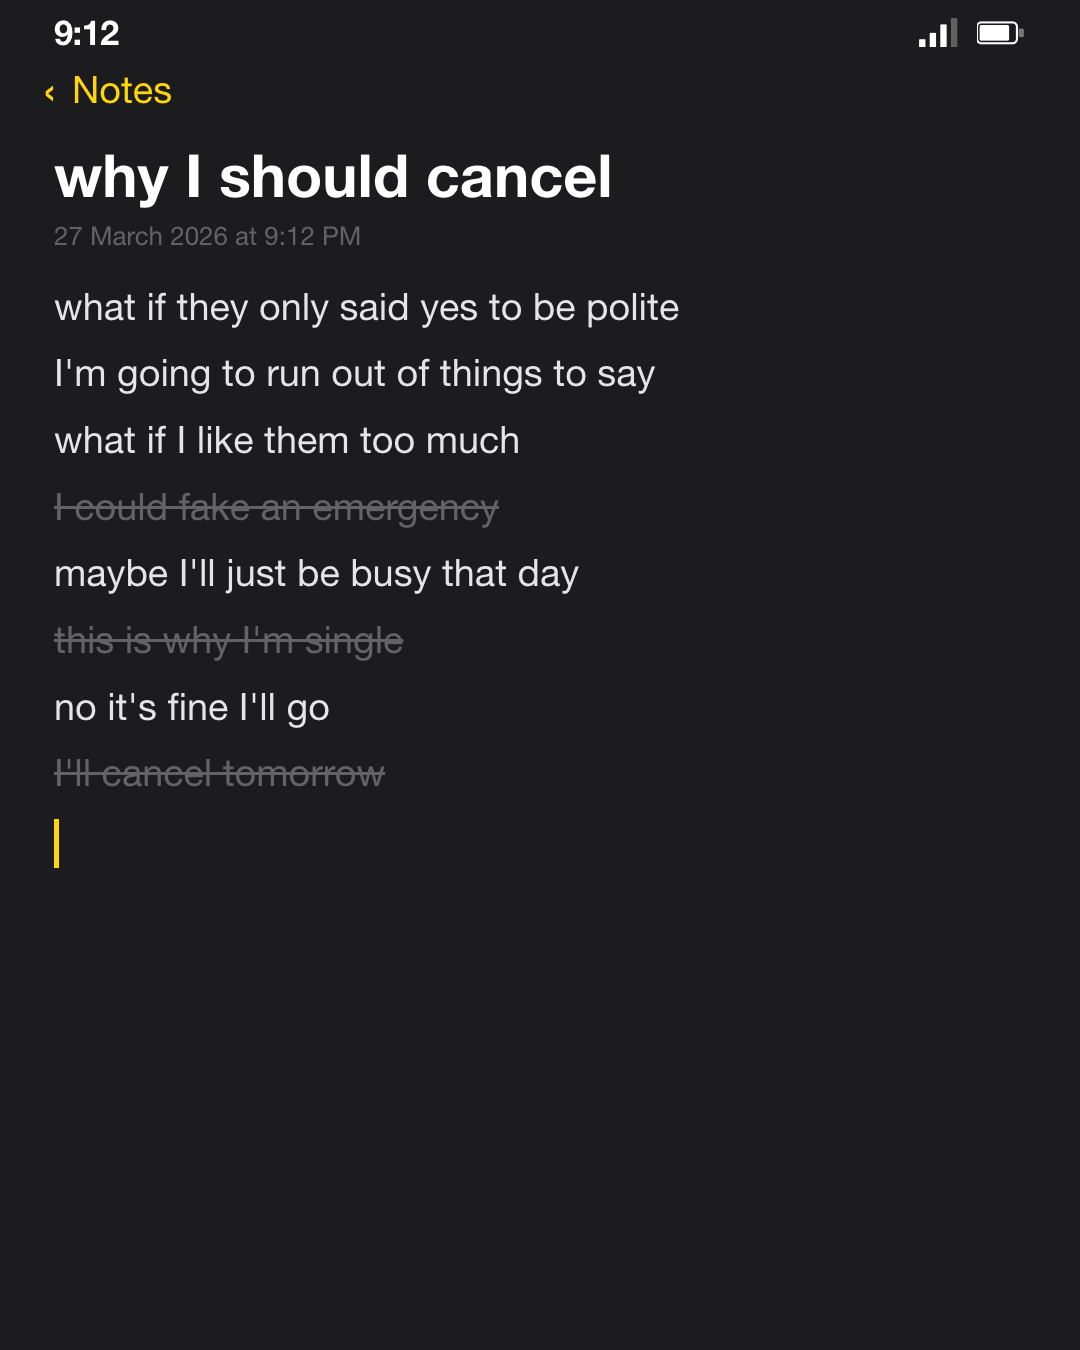 9:12
‹ Notes
why I should cancel
27 March 2026 at 9:12 PM
what if they only said yes to be polite
I'm going to run out of things to say
what if I like them too much
I could fake an emergency
maybe I'll just be busy that day
this is why I'm single
no it's fine I'll go
I'll cancel tomorrow